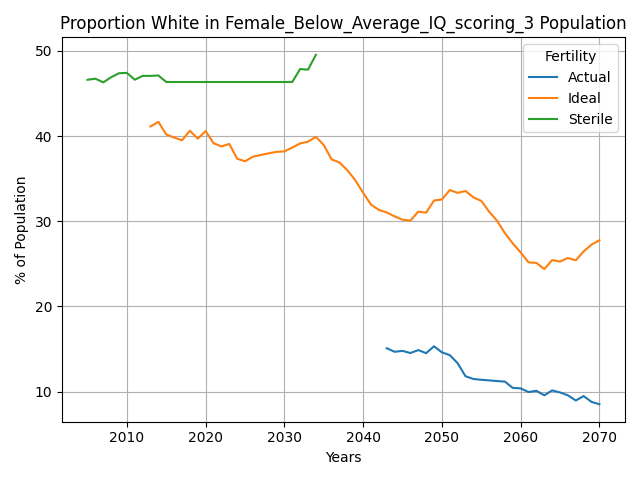 Proportion White in Female_Below_Average_IQ_scoring_3 Population
50
40
30
20
10
% of Population
Fertility
Actual
Ideal
Sterile
2010 2020 2030 2040 2050 2060 2070
Years